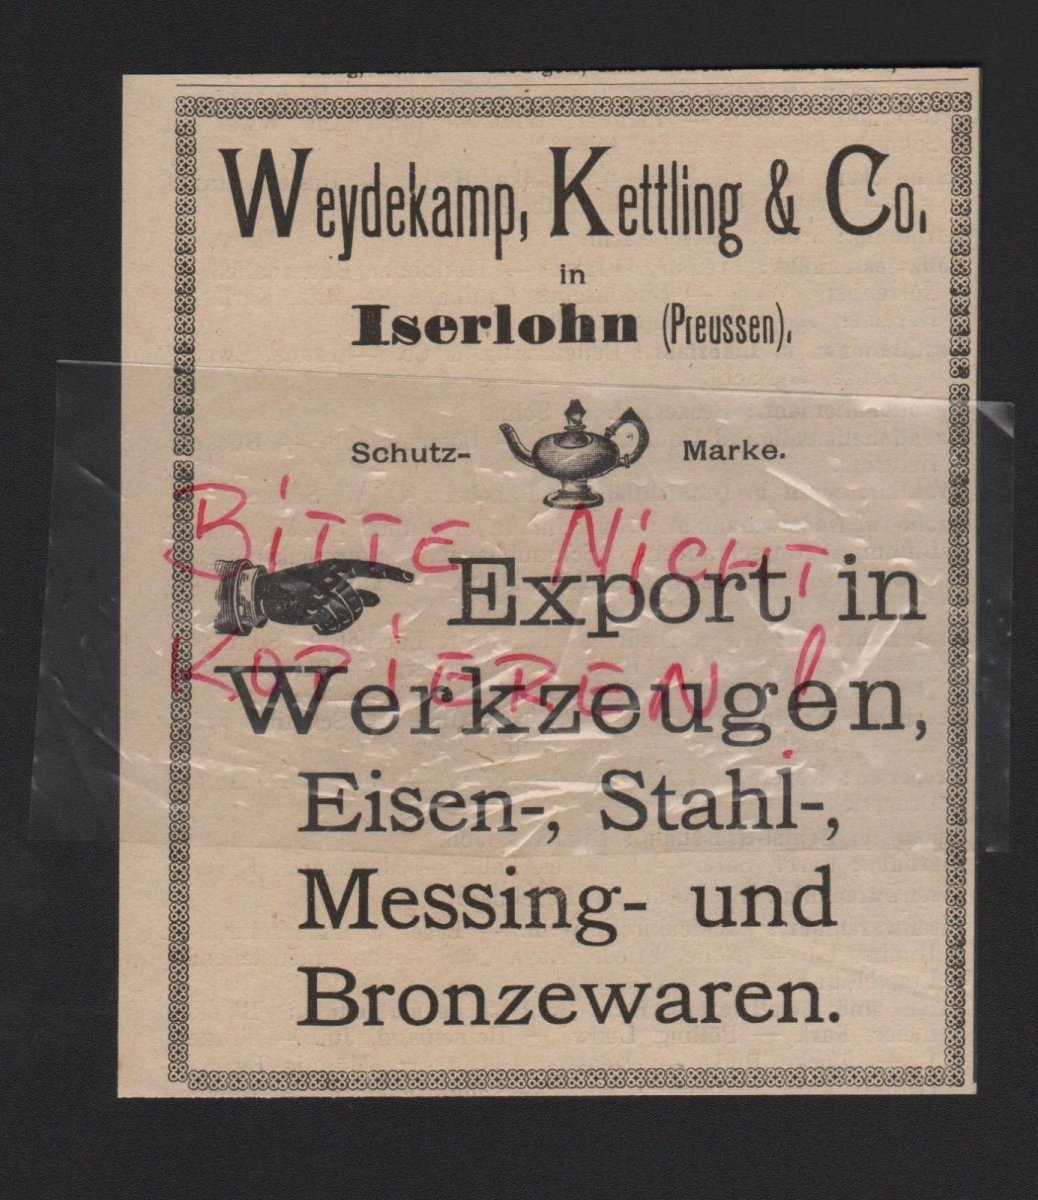 Weydekamp, Kettling & Co.
in
Iserlohn (Preussen).
Schutz- Marke.
BiTTE NiCHT
KOPiEREN!
Export in
Werkzeugen,
Eisen-, Stahl-,
Messing- und
Bronzewaren.